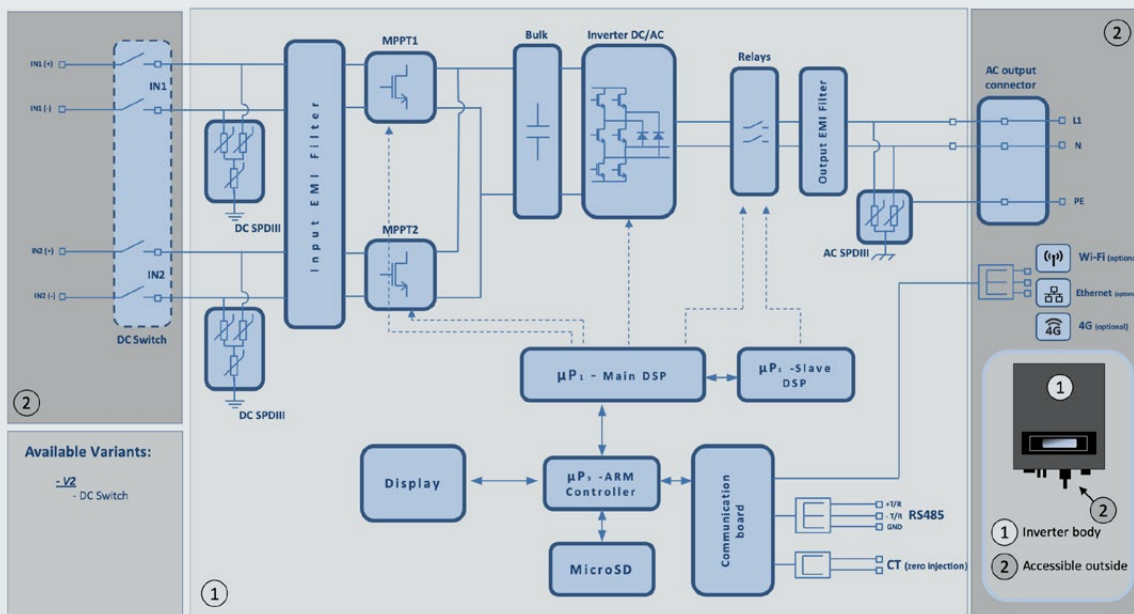 IN1 (+)
IN1 (-)
IN1
IN2 (+)
IN2 (-)
IN2
DC Switch
2
DC SPDIII
DC SPDIII
Input EMI Filter
MPPT1
MPPT2
Bulk
Inverter DC/AC
Relays
Output EMI Filter
AC SPDIII
2
AC output
connector
L1
N
PE
Wi-Fi (optional
Ethernet (optiona
4G
4G (optional)
µP1 - Main DSP
µP2 -Slave
DSP
Display
µP3 -ARM
Controller
MicroSD
Communication
board
+T/R
- T/R
GND
RS485
CT (zero injection)
1
Available Variants:
- V2
- DC Switch
1
2
1 Inverter body
2 Accessible outside